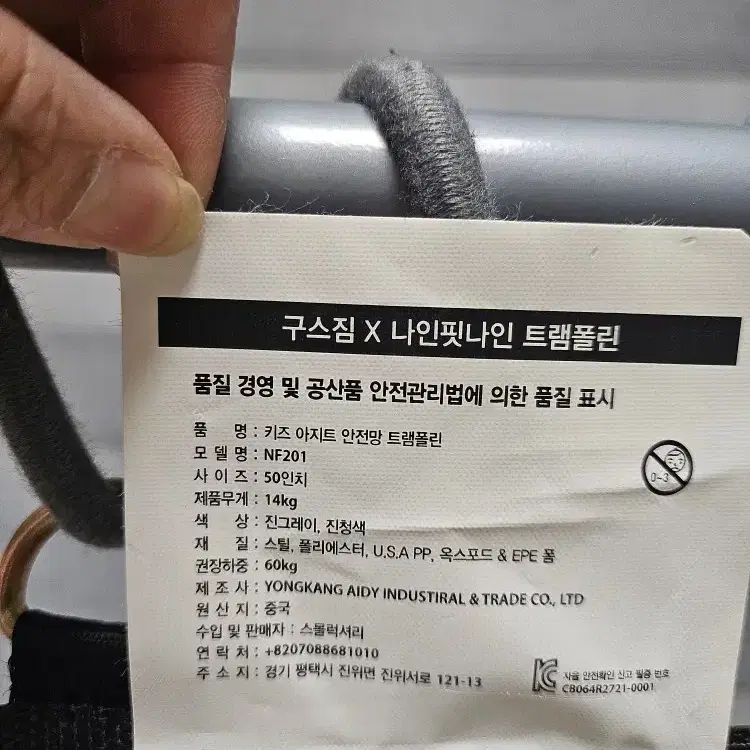 구스짐 X 나인핏나인 트램폴린
품질 경영 및 공산품 안전관리법에 의한 품질 표시
품 명 : 키즈 아지트 안전망 트램폴린
모 델 명 : NF201
사 이 즈 : 50인치
제품무게 : 14kg
색 상 : 진그레이, 진청색
재 질 : 스틸, 폴리에스터, U.S.A PP, 옥스포드 & EPE 폼
권장하중 : 60kg
제 조 사 : YONGKANG AIDY INDUSTIRAL & TRADE CO., LTD
원 산 지 : 중국
수입 및 판매자 : 스몰럭셔리
연 락 처 : +8207088681010
주 소 지 : 경기 평택시 진위면 진위서로 121-13
0-3
자율 안전확인 신고 필증 번호
CB064R2721-0001